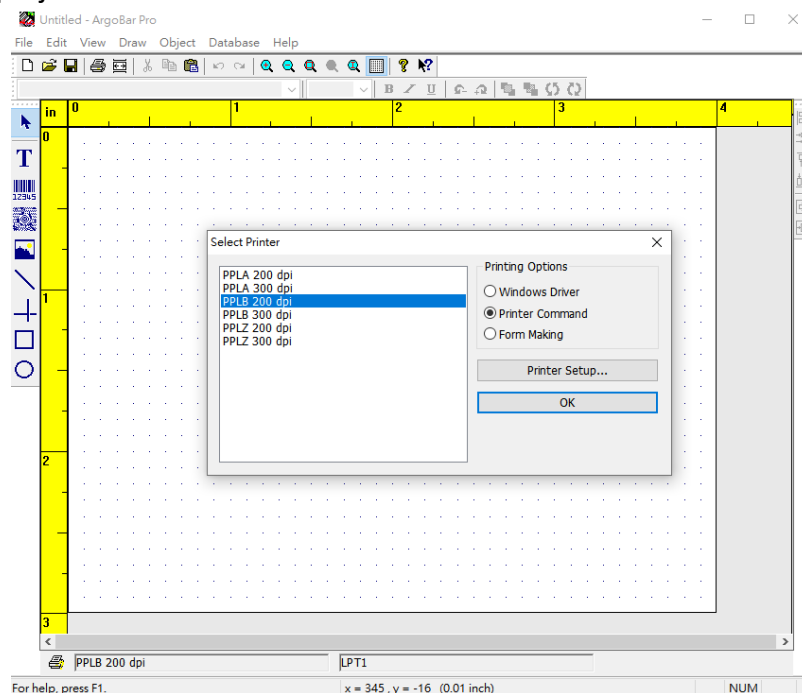 Untitled - ArgoBar Pro
File Edit View Draw Object Database Help
B I U
in 0 1 2 3 4
0
T
12345
Select Printer
PPLA 200 dpi
PPLA 300 dpi
PPLB 200 dpi
PPLB 300 dpi
PPLZ 200 dpi
PPLZ 300 dpi
Printing Options
Windows Driver
Printer Command
Form Making
Printer Setup...
OK
1
2
3
PPLB 200 dpi LPT1
For help, press F1. x = 345 , y = -16 (0.01 inch) NUM